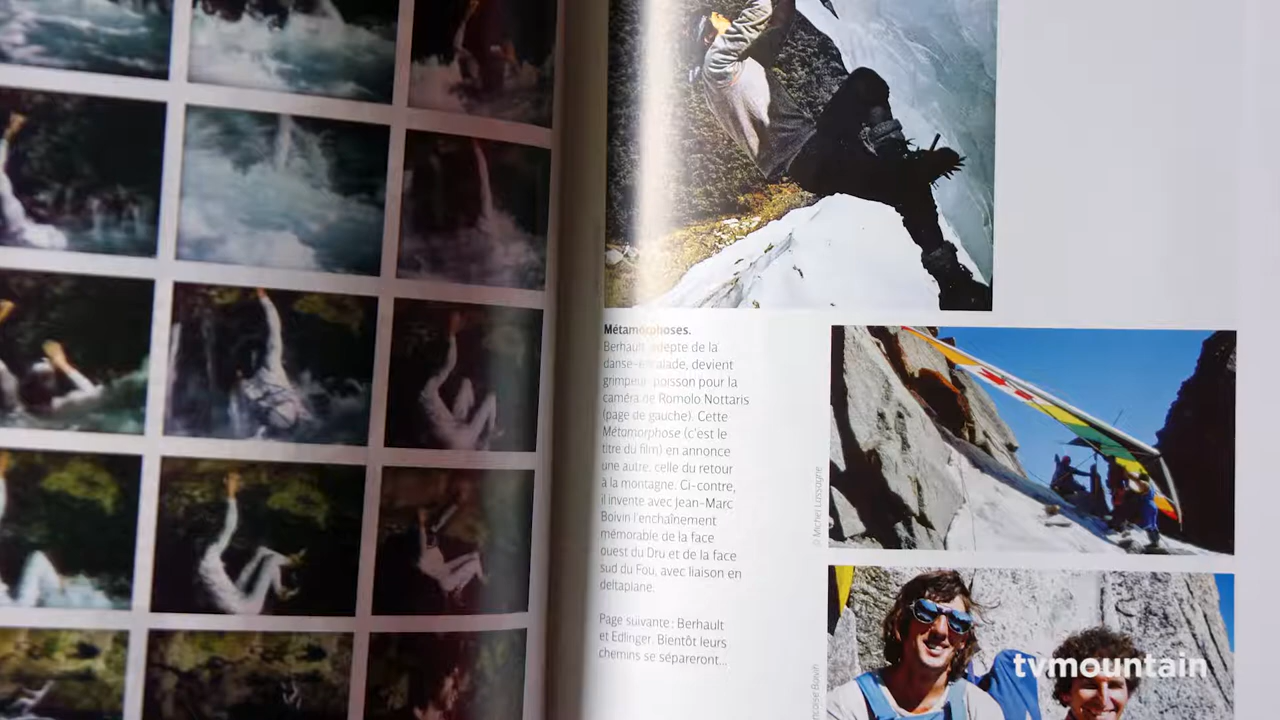 Métamorphoses.
Berhault, adepte de la
danse-escalade, devient
grimpeur-poisson pour la
caméra de Romolo Nottaris
(page de gauche). Cette
Métamorphose (c'est le
titre du film) en annonce
une autre, celle du retour
à la montagne. Ci-contre,
il invente avec Jean-Marc
Boivin l'enchaînement
mémorable de la face
ouest du Dru et de la face
sud du Fou, avec liaison en
deltaplane.
Page suivante : Berhault
et Edlinger. Bientôt leurs
chemins se sépareront...
© Michel Lassagne
Boivin
tvmountain